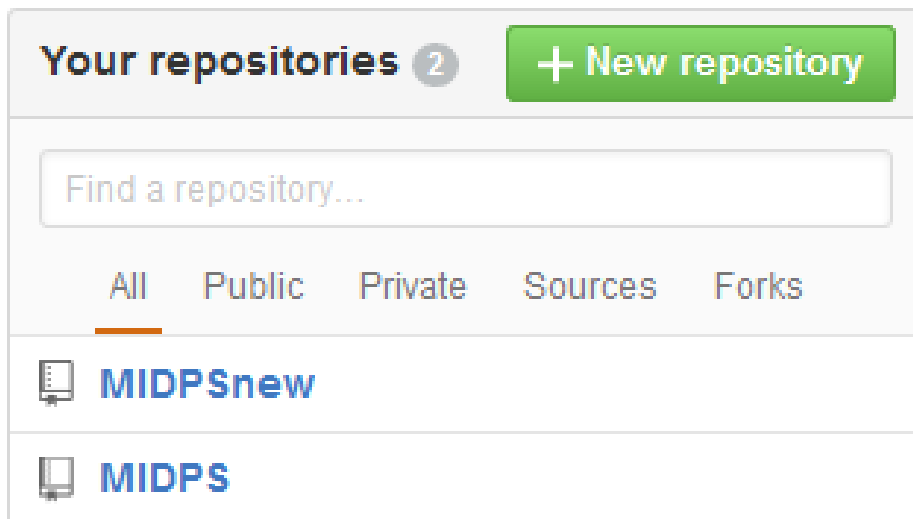 Your repositories 2 + New repository
Find a repository...
All Public Private Sources Forks
MIDPSnew
MIDPS